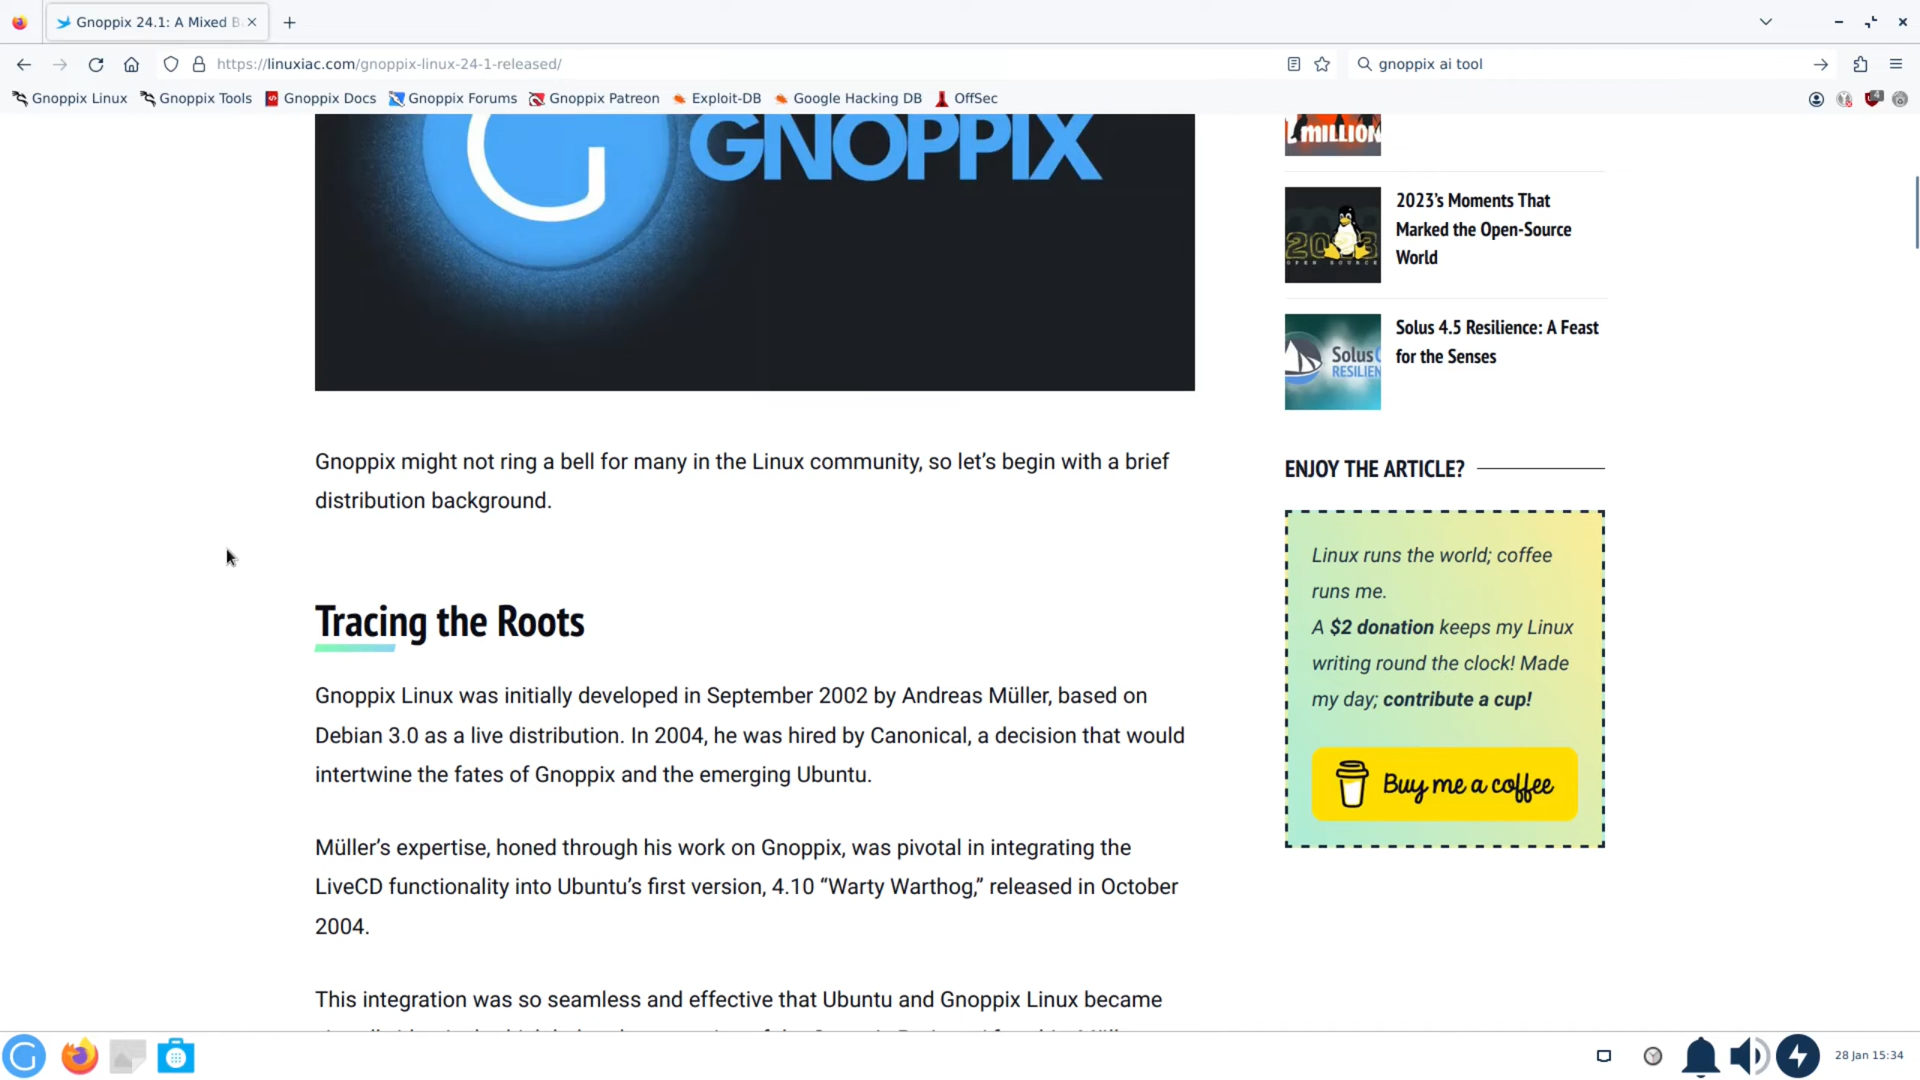 Gnoppix 24.1: A Mixed B
https://linuxiac.com/gnoppix-linux-24-1-released/
gnoppix ai tool
Gnoppix Linux
Gnoppix Tools
Gnoppix Docs
Gnoppix Forums
Gnoppix Patreon
Exploit-DB
Google Hacking DB
OffSec
4
G GNOPPIX
Gnoppix might not ring a bell for many in the Linux community, so let’s begin with a brief
distribution background.
Tracing the Roots
Gnoppix Linux was initially developed in September 2002 by Andreas Müller, based on
Debian 3.0 as a live distribution. In 2004, he was hired by Canonical, a decision that would
intertwine the fates of Gnoppix and the emerging Ubuntu.
Müller’s expertise, honed through his work on Gnoppix, was pivotal in integrating the
LiveCD functionality into Ubuntu’s first version, 4.10 “Warty Warthog,” released in October
2004.
This integration was so seamless and effective that Ubuntu and Gnoppix Linux became
MILLION
2023
OPEN SOURCE
2023’s Moments That
Marked the Open-Source
World
Solus
RESILIEN
Solus 4.5 Resilience: A Feast
for the Senses
ENJOY THE ARTICLE?
Linux runs the world; coffee
runs me.
A $2 donation keeps my Linux
writing round the clock! Made
my day; contribute a cup!
Buy me a coffee
G
28 Jan 15:34